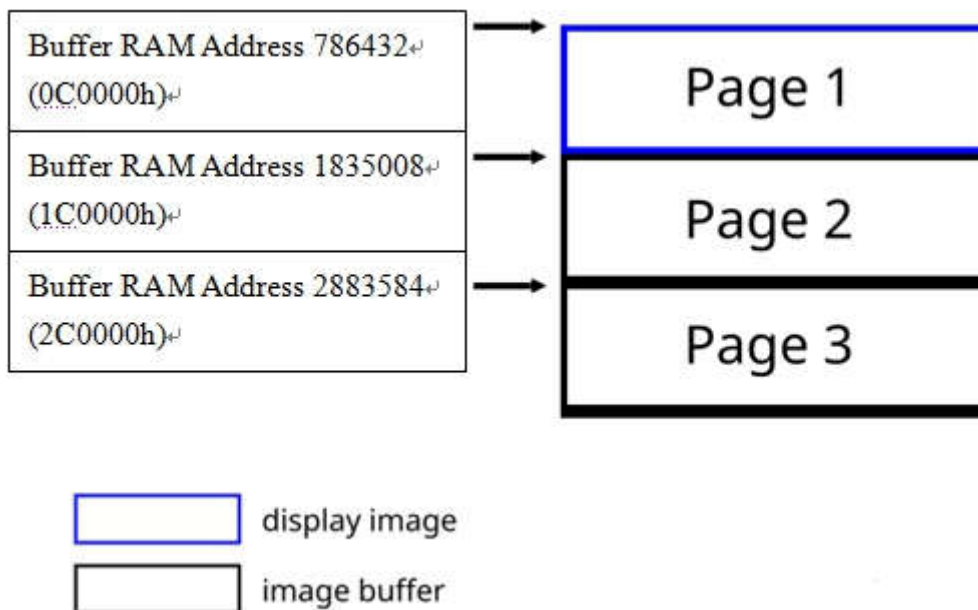 Buffer RAM Address 786432↵
(0C0000h)↵
Page 1
Buffer RAM Address 1835008↵
(1C0000h)↵
Page 2
Buffer RAM Address 2883584↵
(2C0000h)↵
Page 3
display image
image buffer